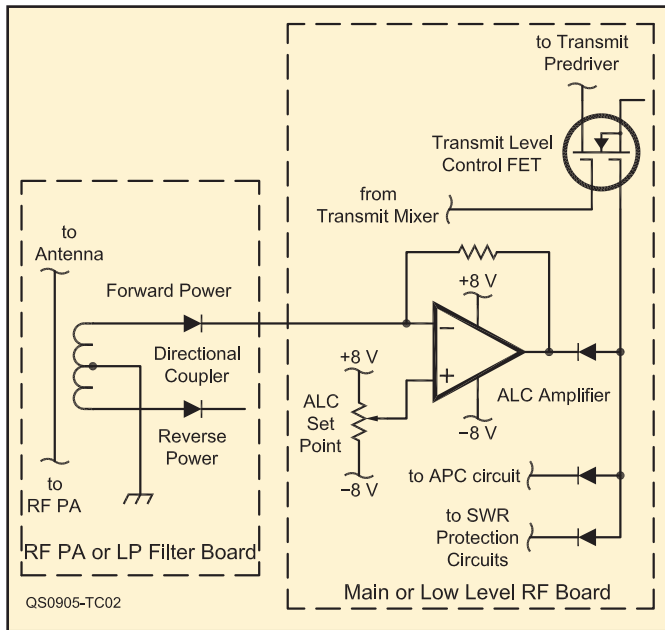 to Transmit
Predriver
Transmit Level
Control FET
from
Transmit Mixer
to
Antenna
Forward Power
Directional
Coupler
Reverse
Power
to
RF PA
RF PA or LP Filter Board
+8 V
−
+
ALC Amplifier
−8 V
+8 V
ALC
Set
Point
−8 V
to APC circuit
to SWR
Protection
Circuits
Main or Low Level RF Board
QS0905-TC02